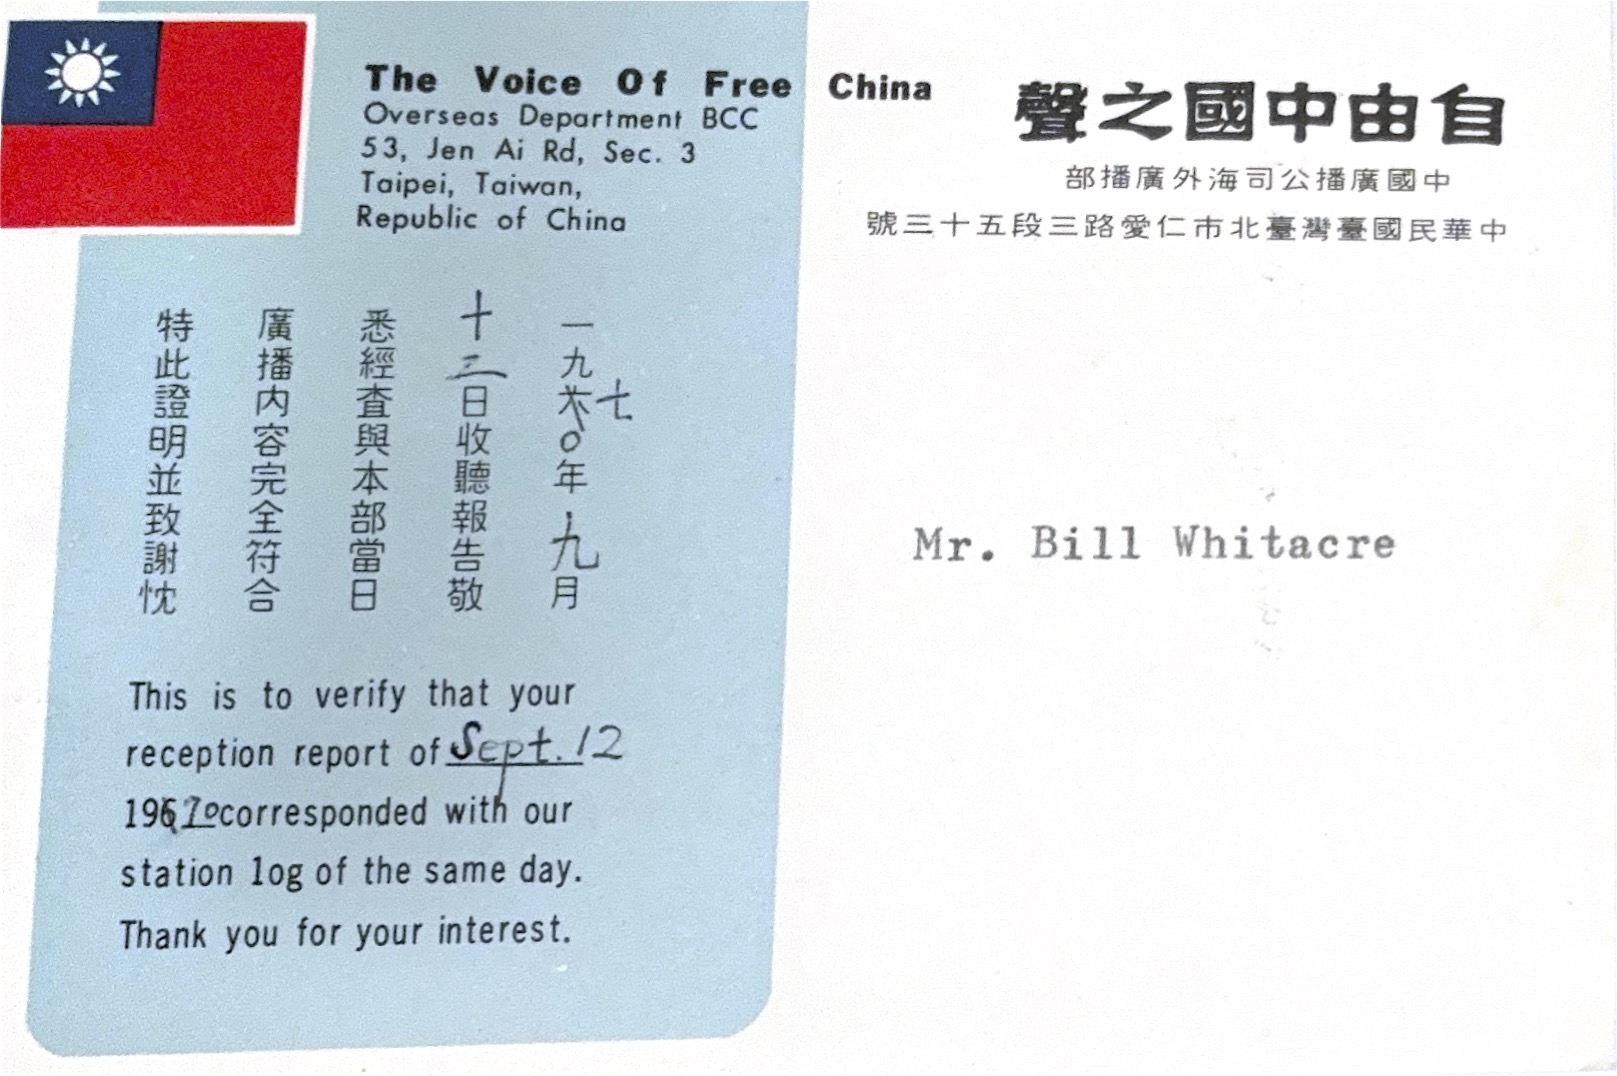 The Voice Of Free China
Overseas Department BCC
53, Jen Ai Rd, Sec. 3
Taipei, Taiwan,
Republic of China
自由中國之聲
中國廣播公司海外廣播部
中華民國臺灣臺北市仁愛路三段五十三號
一九七0年九月
十二日收聽報告敬
悉經查與本部當日
廣播内容完全符合
特此證明並致謝忱
This is to verify that your
reception report of Sept. 12
1970 corresponded with our
station log of the same day.
Thank you for your interest.
Mr. Bill Whitacre